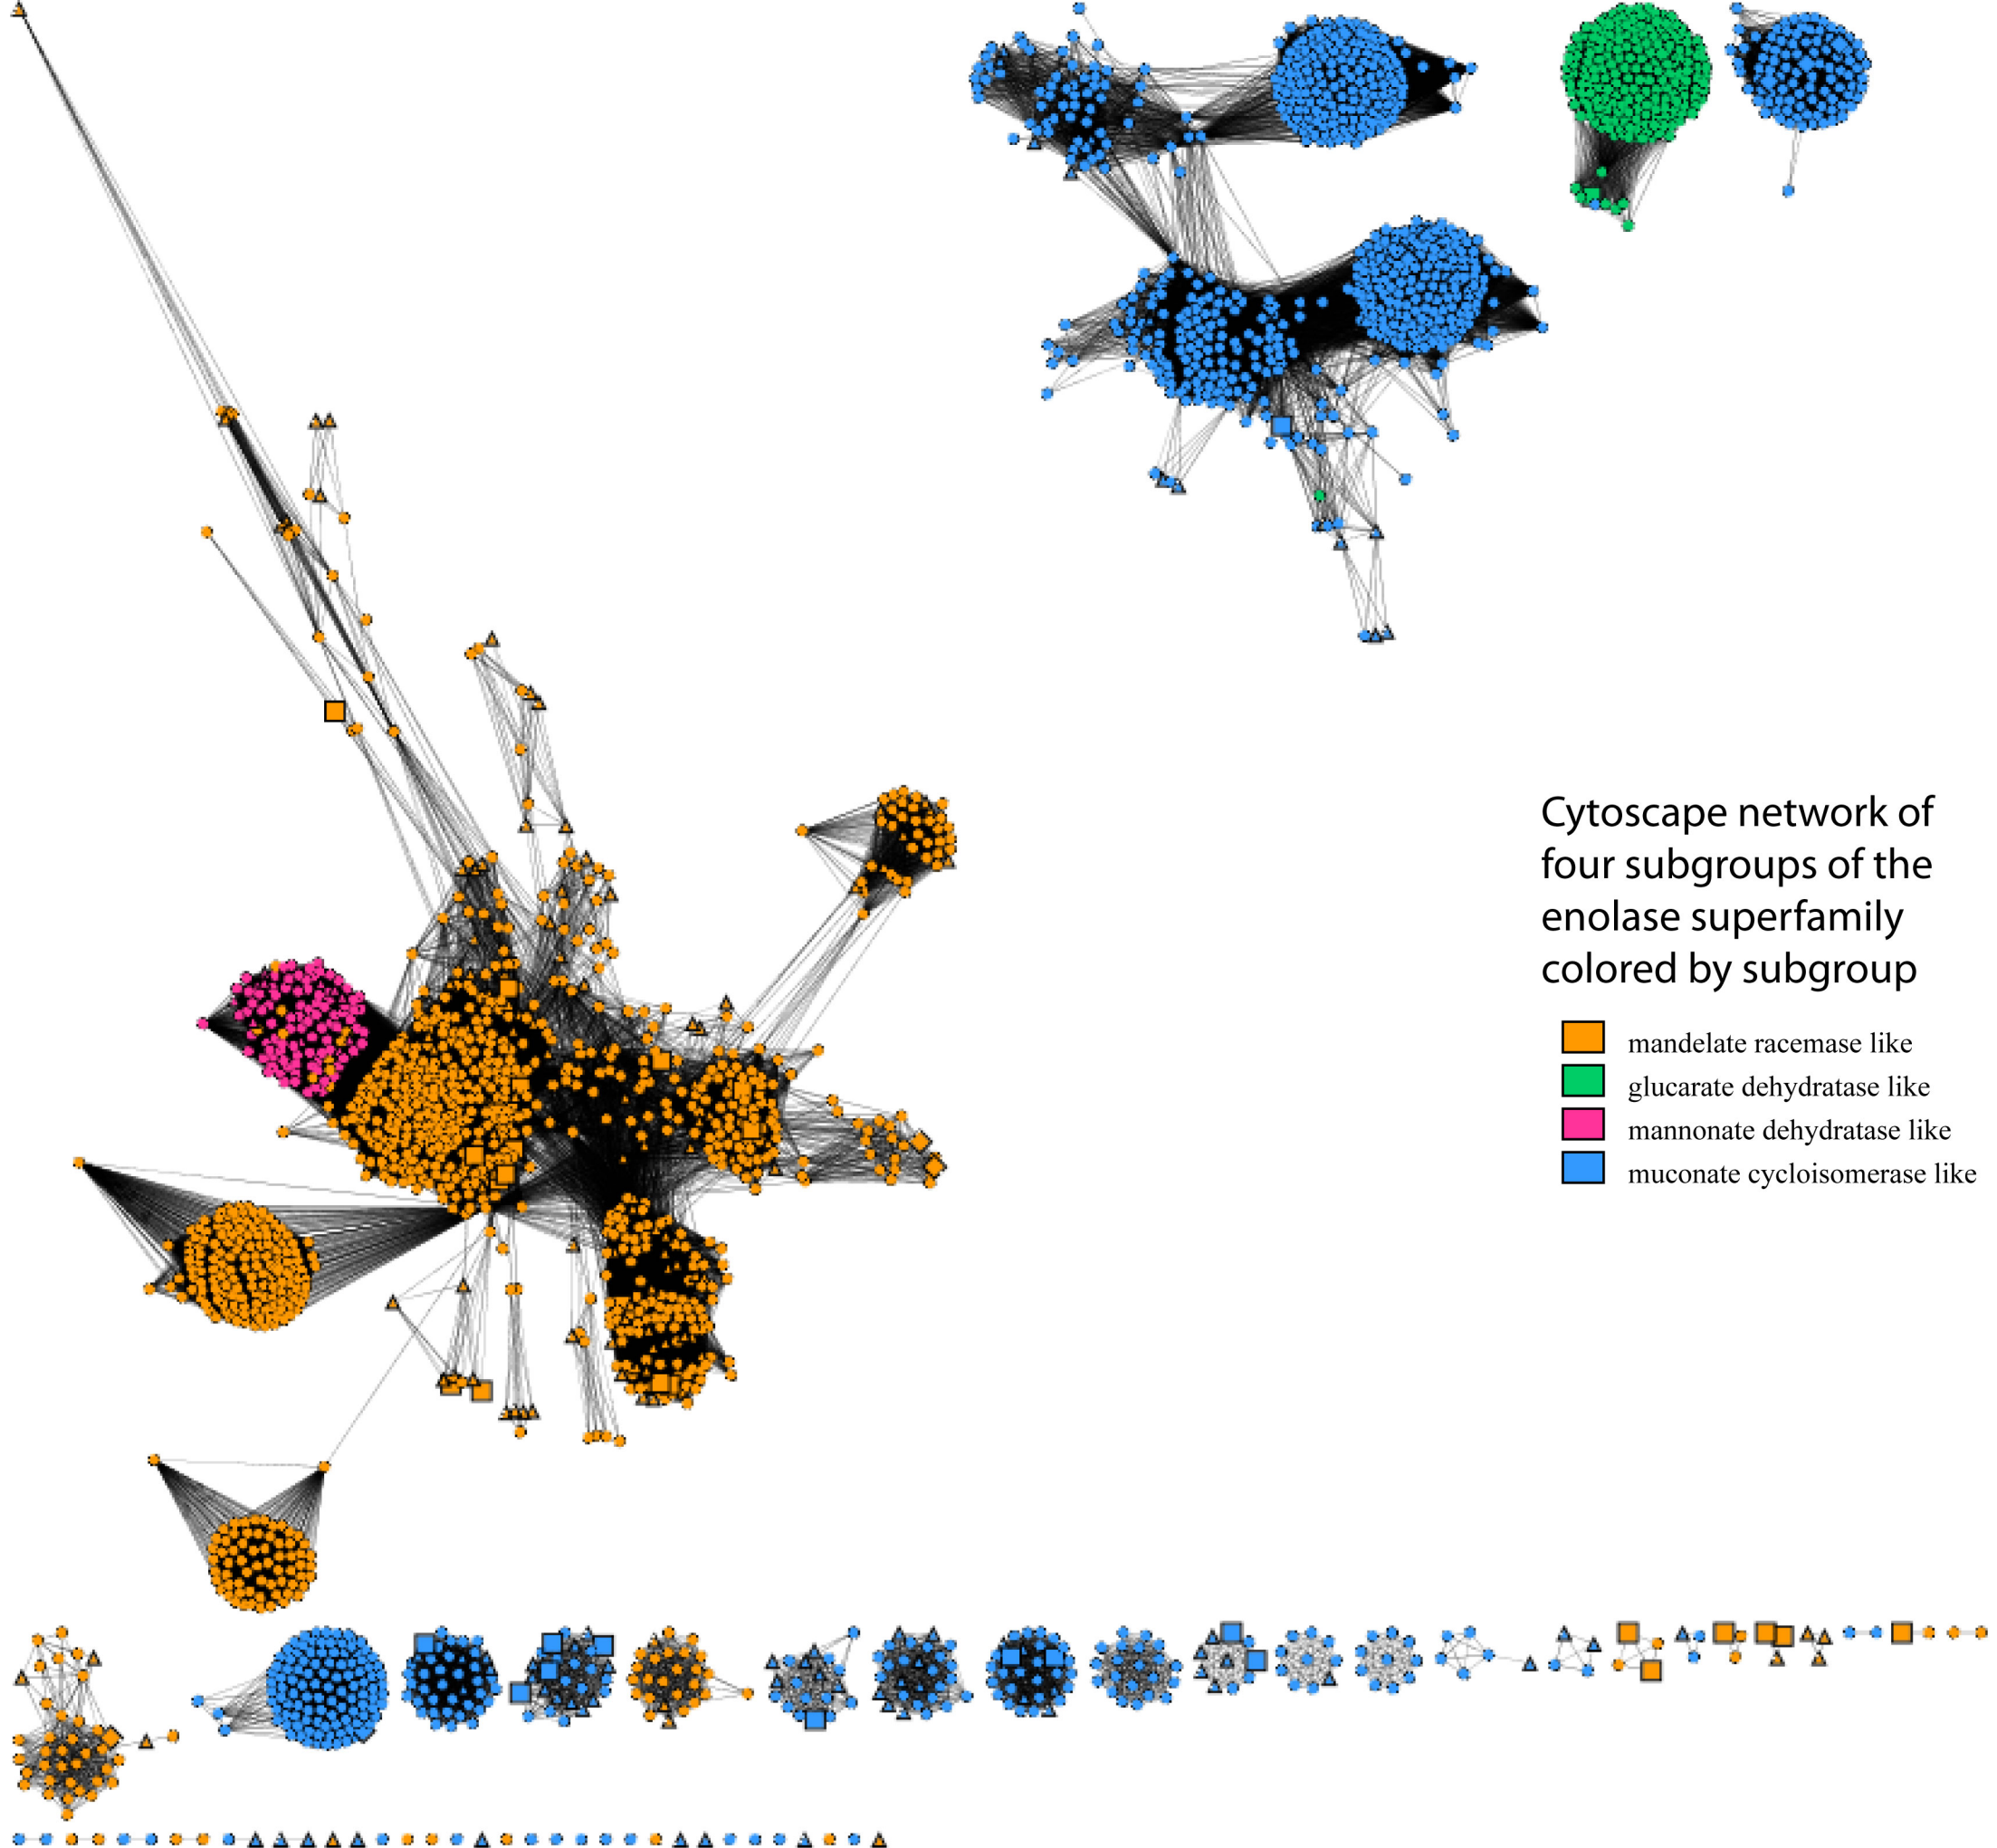 Cytoscape network of
four subgroups of the
enolase superfamily
colored by subgroup
mandelate racemase like
glucarate dehydratase like
mannonate dehydratase like
muconate cycloisomerase like